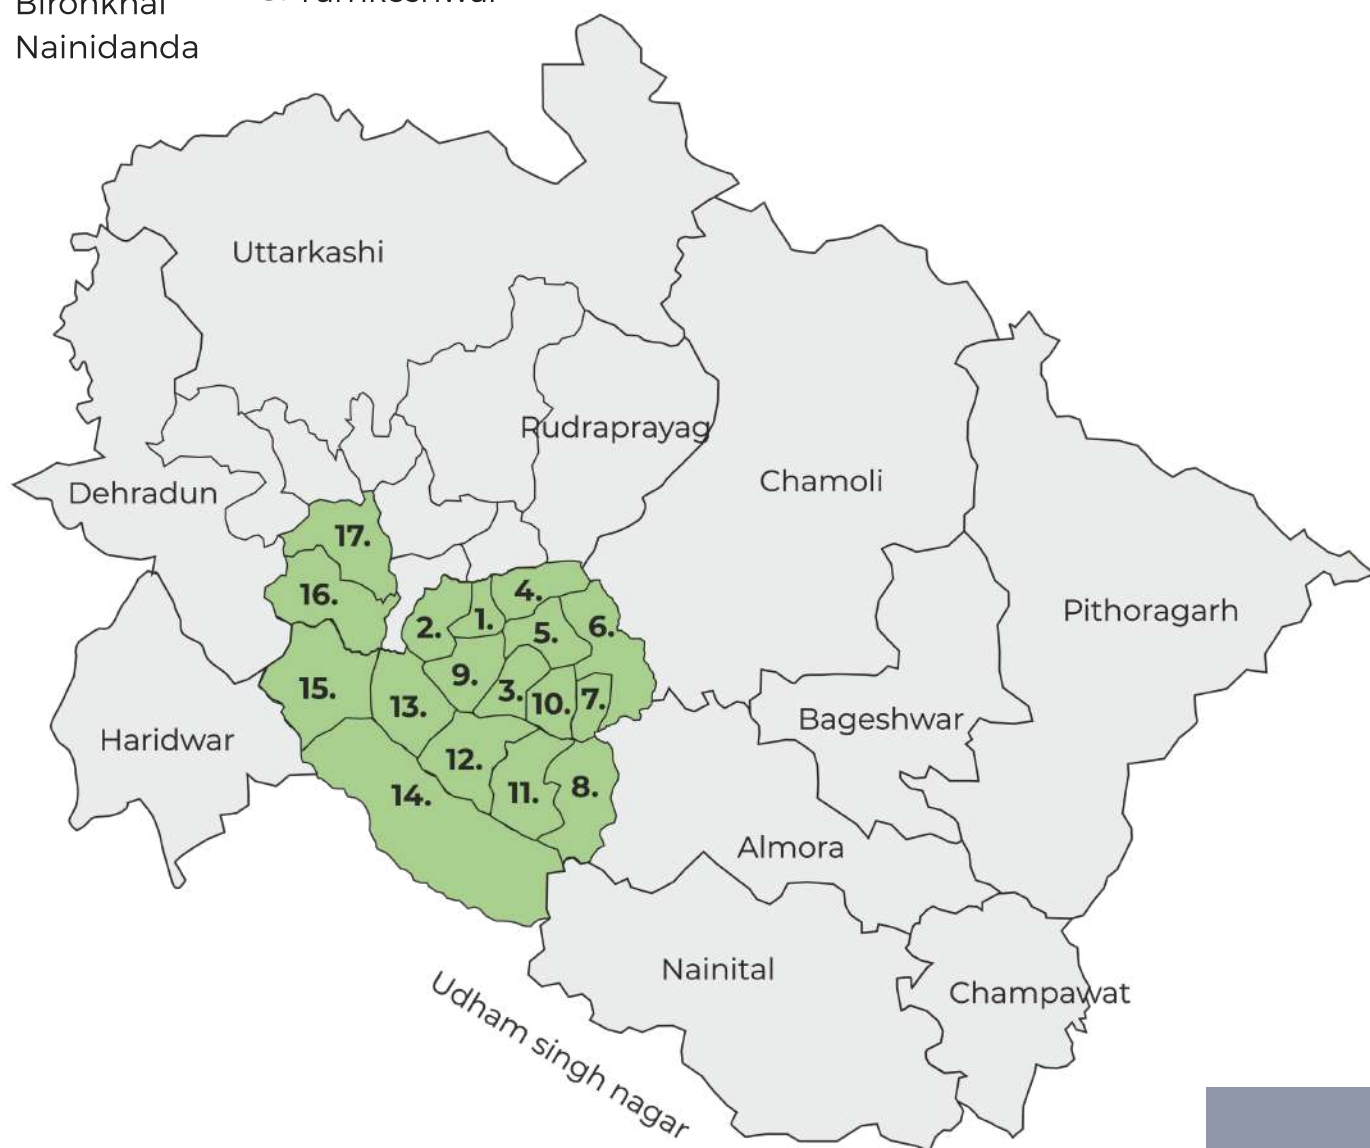 Bironkhal
Nainidanda
Uttarkashi
Rudraprayag
Chamoli
Dehradun
17.
16.
4.
1.
2.
5.
6.
Pithoragarh
9.
3.
15.
13.
10.
7.
Bageshwar
Haridwar
12.
14.
11.
8.
Almora
Nainital
Champawat
Udham singh nagar